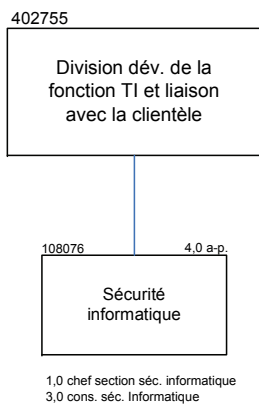 402755
Division dév. de la
fonction TI et liaison
avec la clientèle
108076 4,0 a-p.
Sécurité
informatique
1,0 chef section séc. informatique
3,0 cons. séc. Informatique